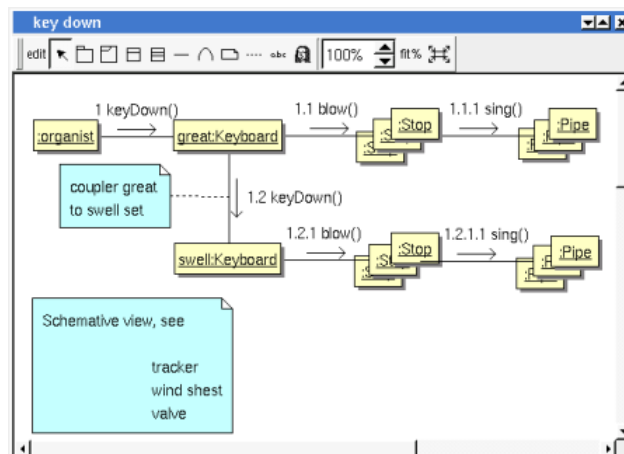 key down
edit abc 100% fit%
1 keyDown() 1.1 blow() 1.1.1 sing()
:organist great:Keyboard :Stop :Pipe
coupler great
to swell set
1.2 keyDown()
1.2.1 blow() 1.2.1.1 sing()
swell:Keyboard :Stop :Pipe
Schemative view, see
tracker
wind shest
valve